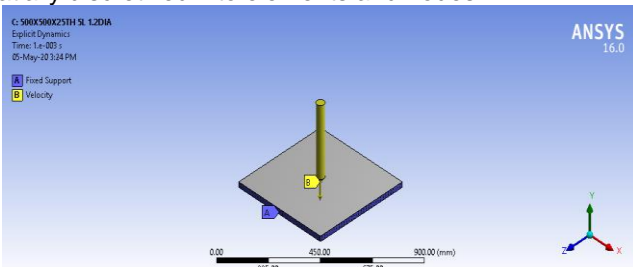 C: 500X500X25TH 5L 1.2DIA
Explicit Dynamics
Time: 1.e-003 s
05-May-20 3:24 PM
A Fixed Support
B Velocity
ANSYS
16.0
B
A
Y
0.00 450.00 900.00 (mm)
Z X